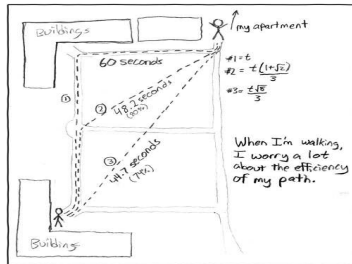 Buildings
my apartment
60 seconds
#1=t
#2= t(1+√2)/3
#3= t√5/3
①
②
48.2 seconds
(80%)
③
44.7 seconds
(74%)
When I'm walking,
I worry a lot
about the efficiency
of my path.
Buildings